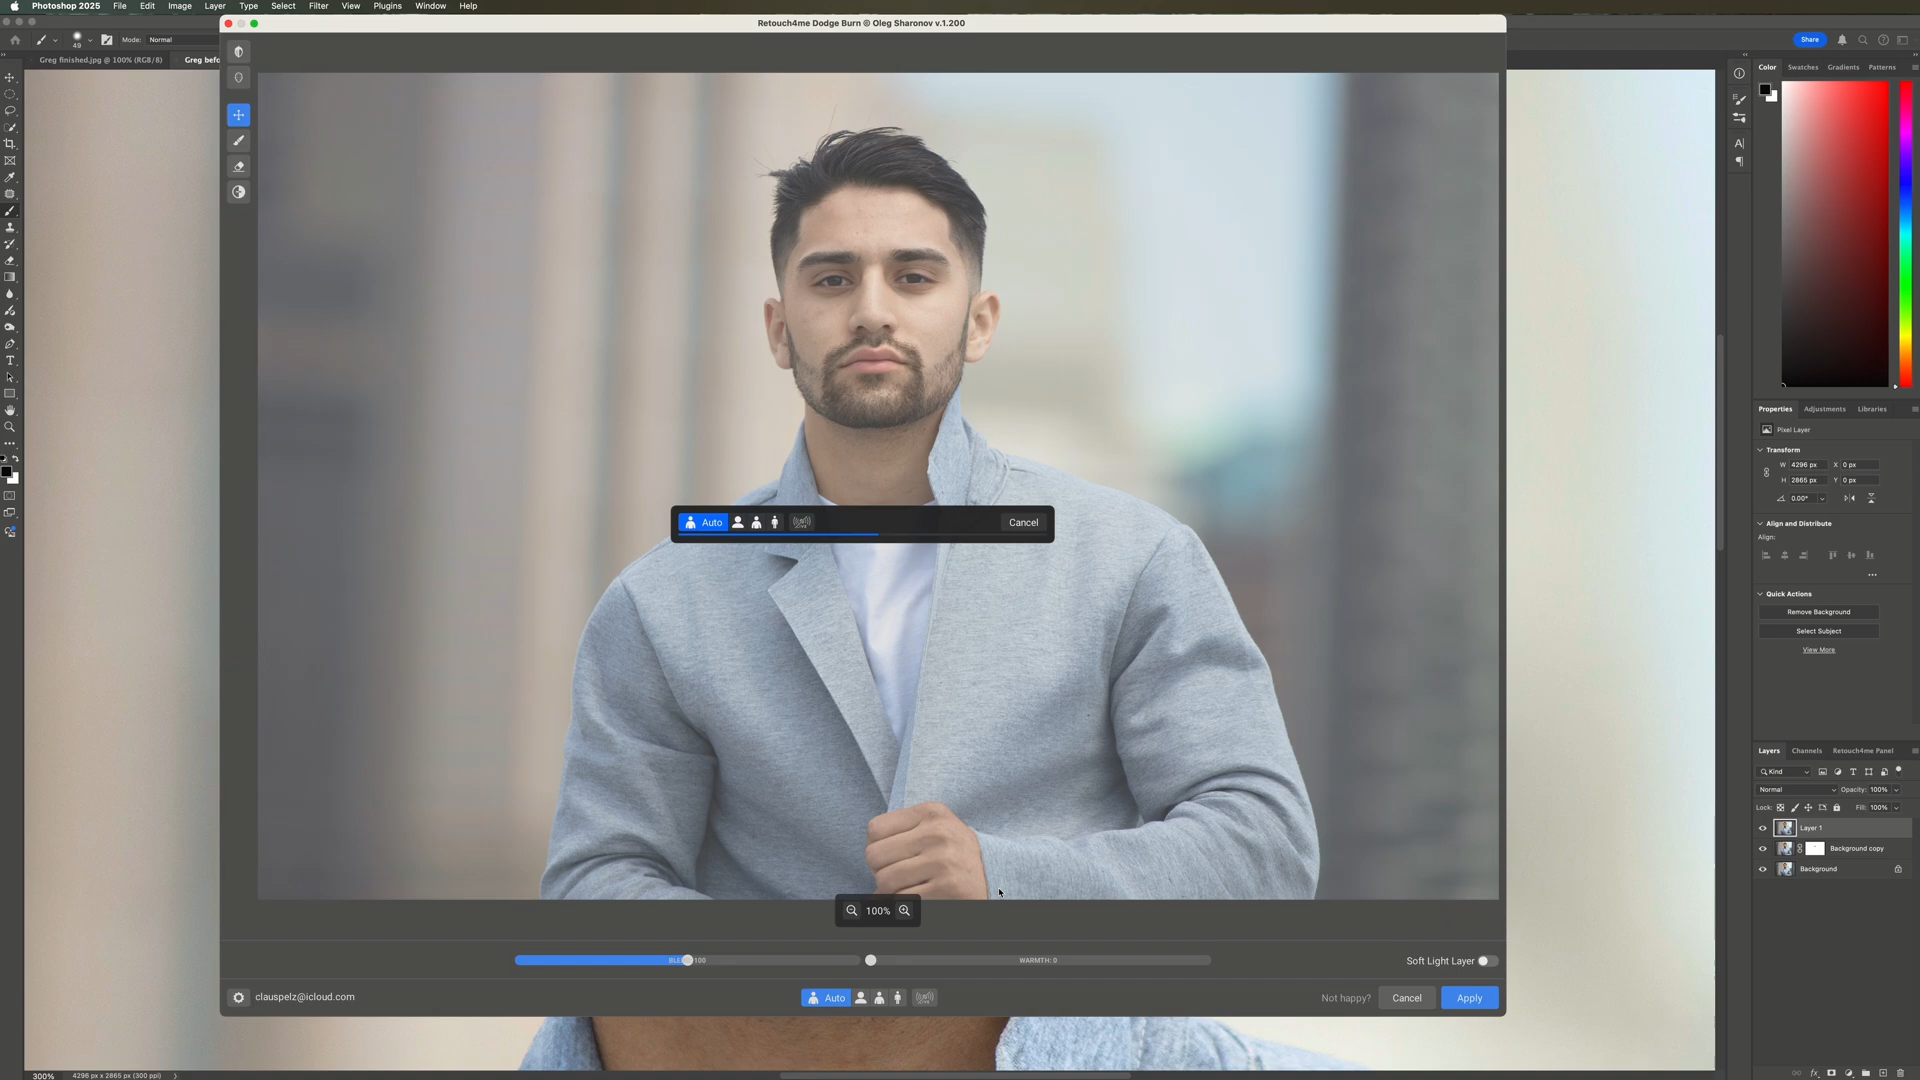 Photoshop 2025 File Edit Image Layer Type Select Filter View Plugins Window Help
Retouch4me Dodge Burn @ Oleg Sharonov v.1.200
49 Mode: Normal
Share
Greg finished.jpg @ 100% (RGB/8) Greg befo
Color Swatches Gradients Patterns
Properties Adjustments Libraries
Pixel Layer
Transform
W 4296 px X 0 px
H 2865 px Y 0 px
0.00°
Align and Distribute
Align:
Quick Actions
Remove Background
Select Subject
View More
Auto Cancel
Layers Channels Retouch4me Panel
Kind
Normal Opacity: 100%
Lock: Fill: 100%
Layer 1
Background copy
Background
100%
100 WARMTH: 0 Soft Light Layer
clauspelz@icloud.com Auto Not happy? Cancel Apply
300% 4296 px x 2865 px (300 ppi)